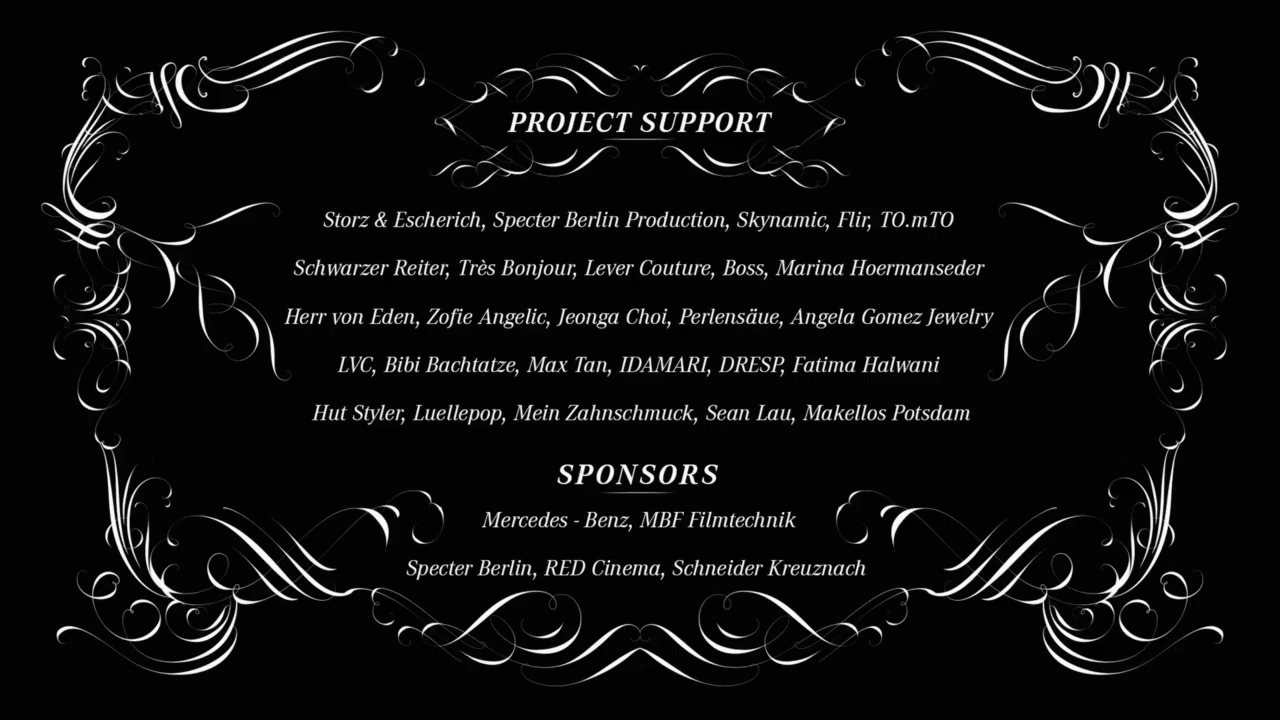 PROJECT SUPPORT
Storz & Escherich, Specter Berlin Production, Skynamic, Flir, TO.mTO
Schwarzer Reiter, Très Bonjour, Lever Couture, Boss, Marina Hoermanseder
Herr von Eden, Zofie Angelic, Jeonga Choi, Perlensäue, Angela Gomez Jewelry
LVC, Bibi Bachtatze, Max Tan, IDAMARI, DRESP, Fatima Halwani
Hut Styler, Luellepop, Mein Zahnschmuck, Sean Lau, Makellos Potsdam
SPONSORS
Mercedes - Benz, MBF Filmtechnik
Specter Berlin, RED Cinema, Schneider Kreuznach